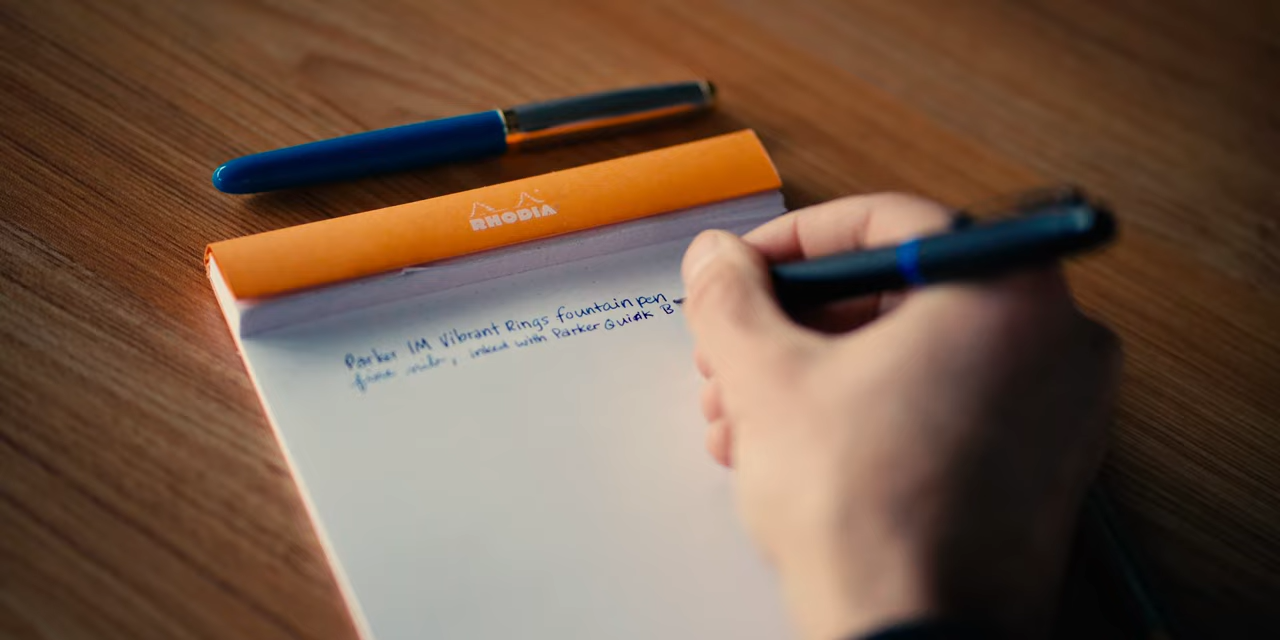 RHODIA
Parker IM Vibrant Rings fountain pen
fine nib, inked with Parker Quink B